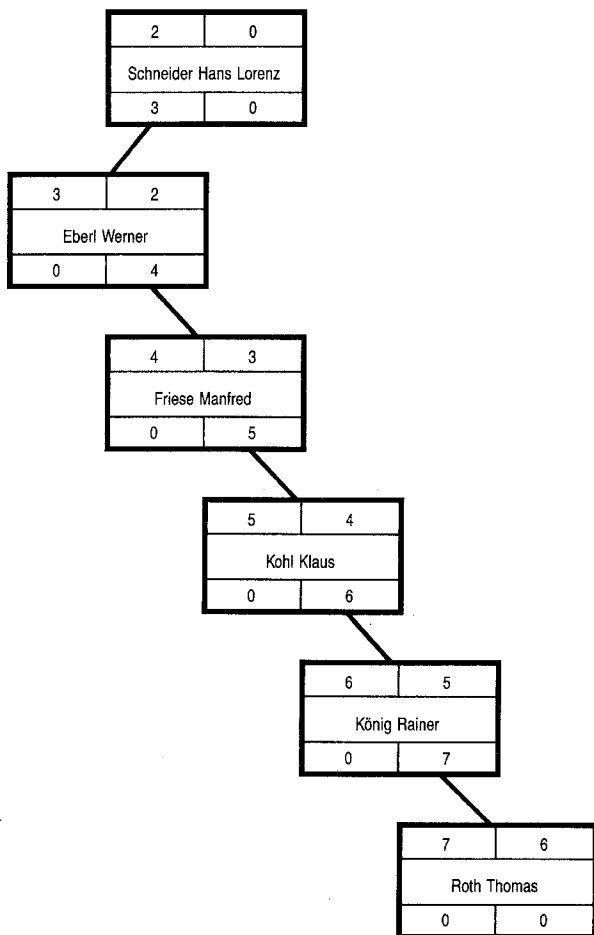 2 0
Schneider Hans Lorenz
3 0
3 2
Eberl Werner
0 4
4 3
Friese Manfred
0 5
5 4
Kohl Klaus
0 6
6 5
König Rainer
0 7
7 6
Roth Thomas
0 0